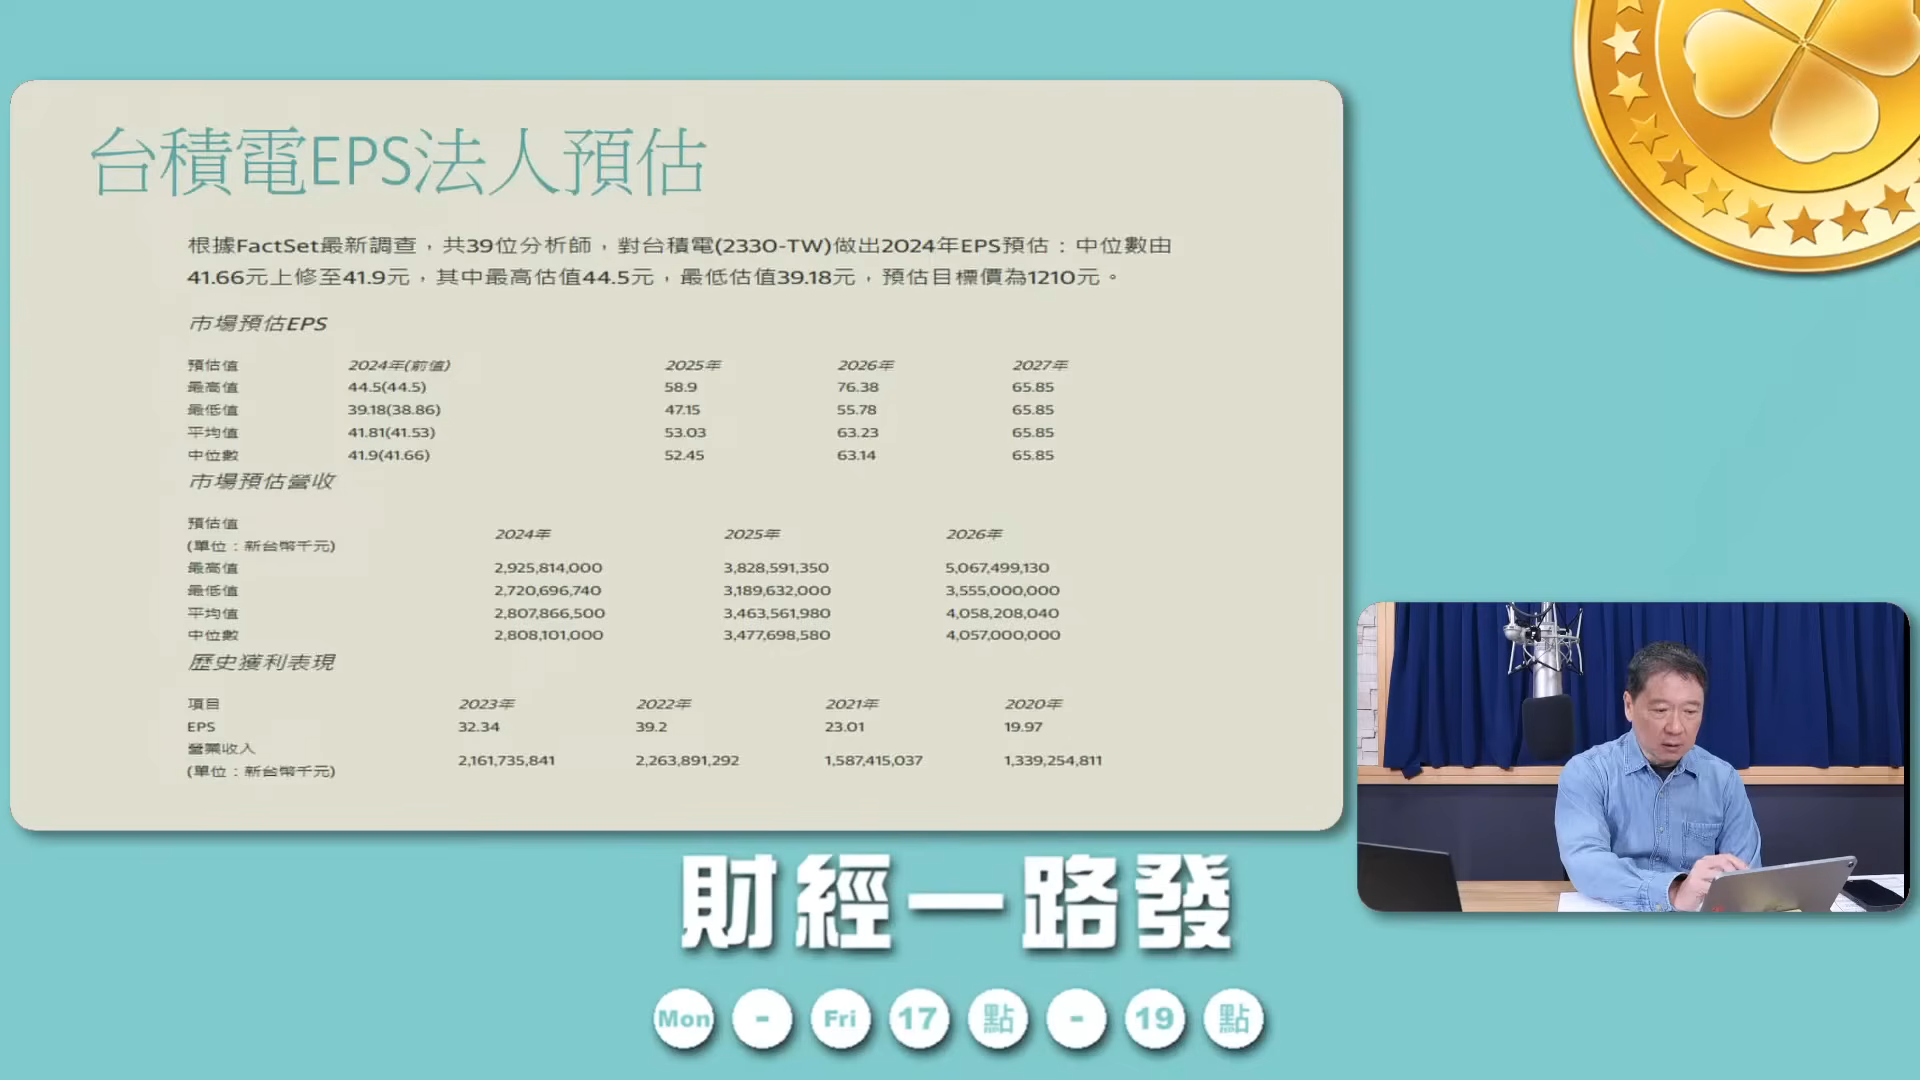 台積電EPS法人預估
根據FactSet最新調查，共39位分析師，對台積電(2330-TW)做出2024年EPS預估：中位數由
41.66元上修至41.9元，其中最高估值44.5元，最低估值39.18元，預估目標價為1210元。
市場預估EPS
預估值 2024年(前值) 2025年 2026年 2027年
最高值 44.5(44.5) 58.9 76.38 65.85
最低值 39.18(38.86) 47.15 55.78 65.85
平均值 41.81(41.53) 53.03 63.23 65.85
中位數 41.9(41.66) 52.45 63.14 65.85
市場預估營收
預估值
(單位：新台幣千元) 2024年 2025年 2026年
最高值 2,925,814,000 3,828,591,350 5,067,499,130
最低值 2,720,696,740 3,189,632,000 3,555,000,000
平均值 2,807,866,500 3,463,561,980 4,058,208,040
中位數 2,808,101,000 3,477,698,580 4,057,000,000
歷史獲利表現
項目 2023年 2022年 2021年 2020年
EPS 32.34 39.2 23.01 19.97
營業收入
(單位：新台幣千元) 2,161,735,841 2,263,891,292 1,587,415,037 1,339,254,811
財經一路發
Mon - Fri 17 點 - 19 點